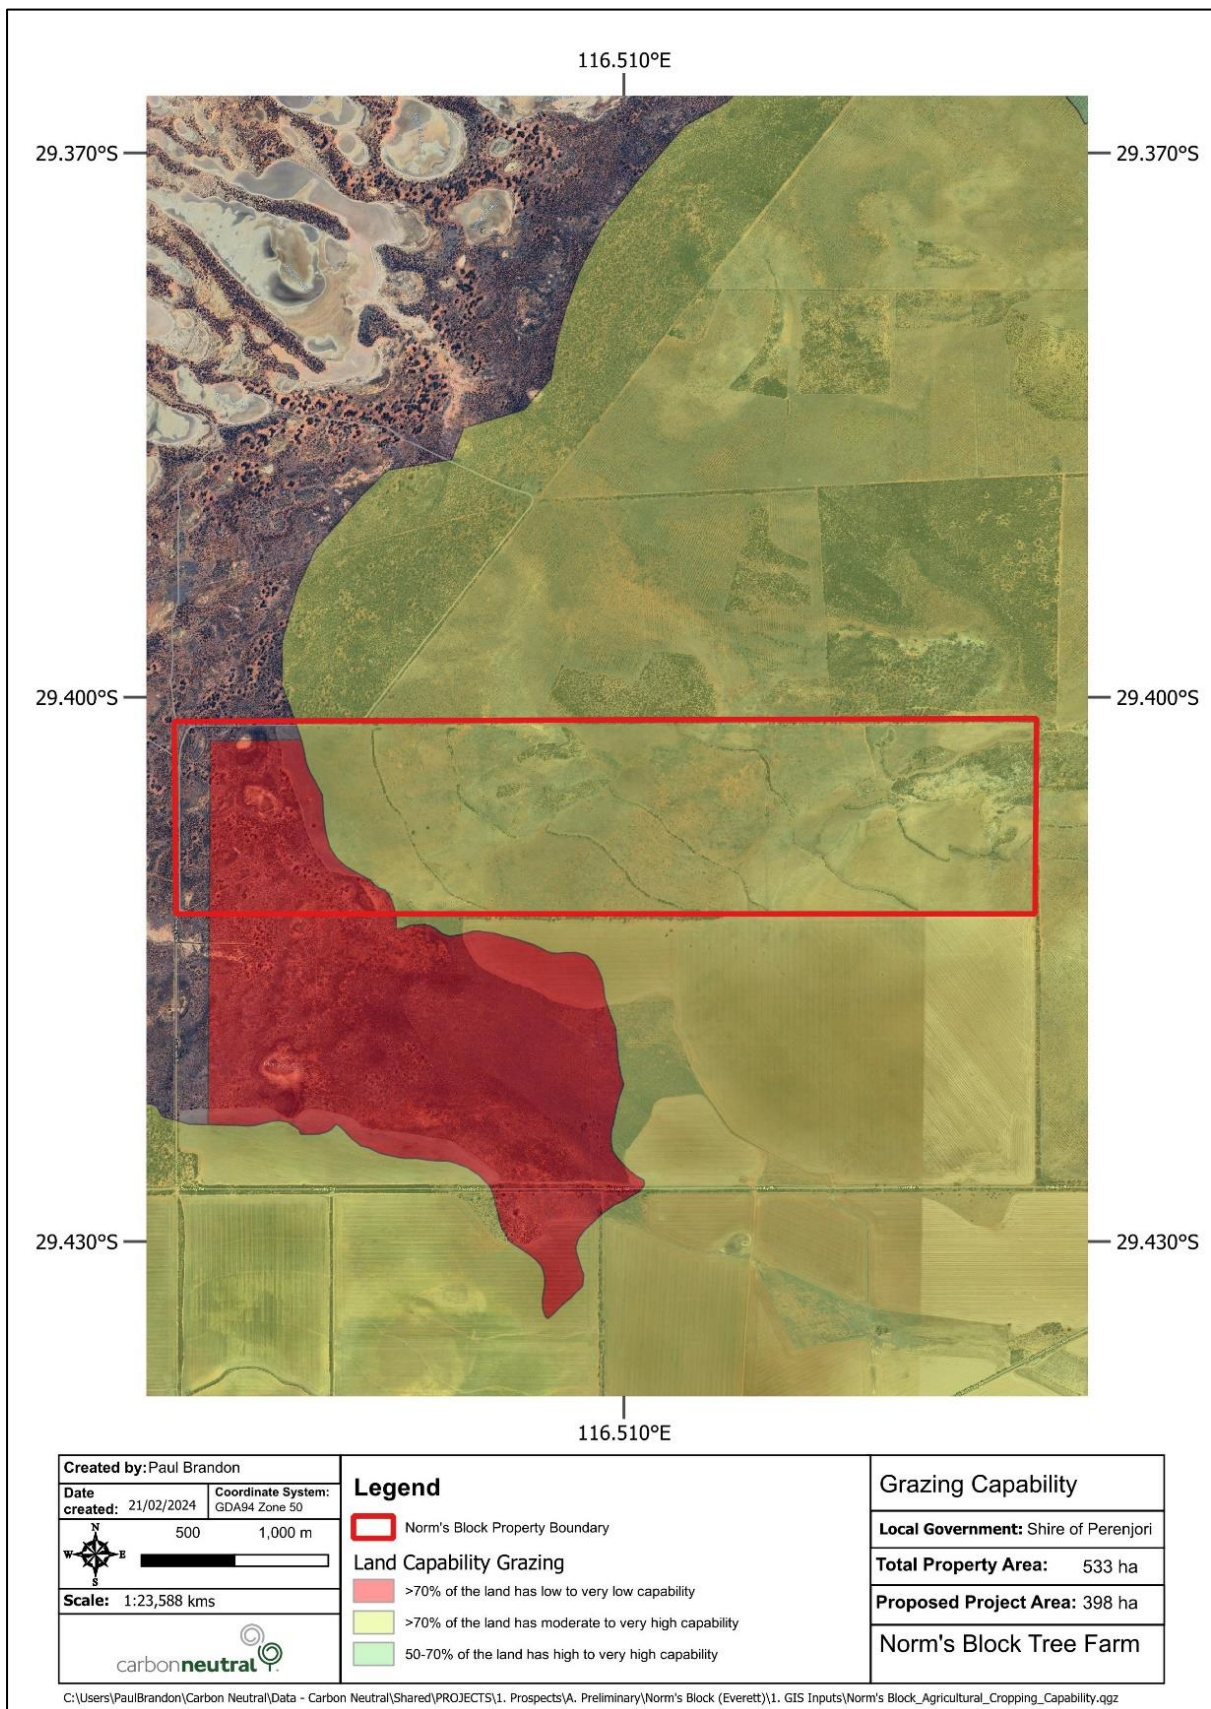 116.510°E
29.370°S
29.370°S
29.400°S
29.400°S
29.430°S
29.430°S
116.510°E
Created by: Paul Brandon
Date created: 21/02/2024
Coordinate System:
GDA94 Zone 50
N
W E
S
500 1,000 m
Scale: 1:23,588 kms
carbonneutral
Legend
Norm's Block Property Boundary
Land Capability Grazing
>70% of the land has low to very low capability
>70% of the land has moderate to very high capability
50-70% of the land has high to very high capability
Grazing Capability
Local Government: Shire of Perenjori
Total Property Area: 533 ha
Proposed Project Area: 398 ha
Norm's Block Tree Farm
C:\Users\PaulBrandon\Carbon Neutral\Data - Carbon Neutral\Shared\PROJECTS\1. Prospects\A. Preliminary\Norm's Block (Everett)\1. GIS Inputs\Norm's Block_Agricultural_Cropping_Capability.qgz